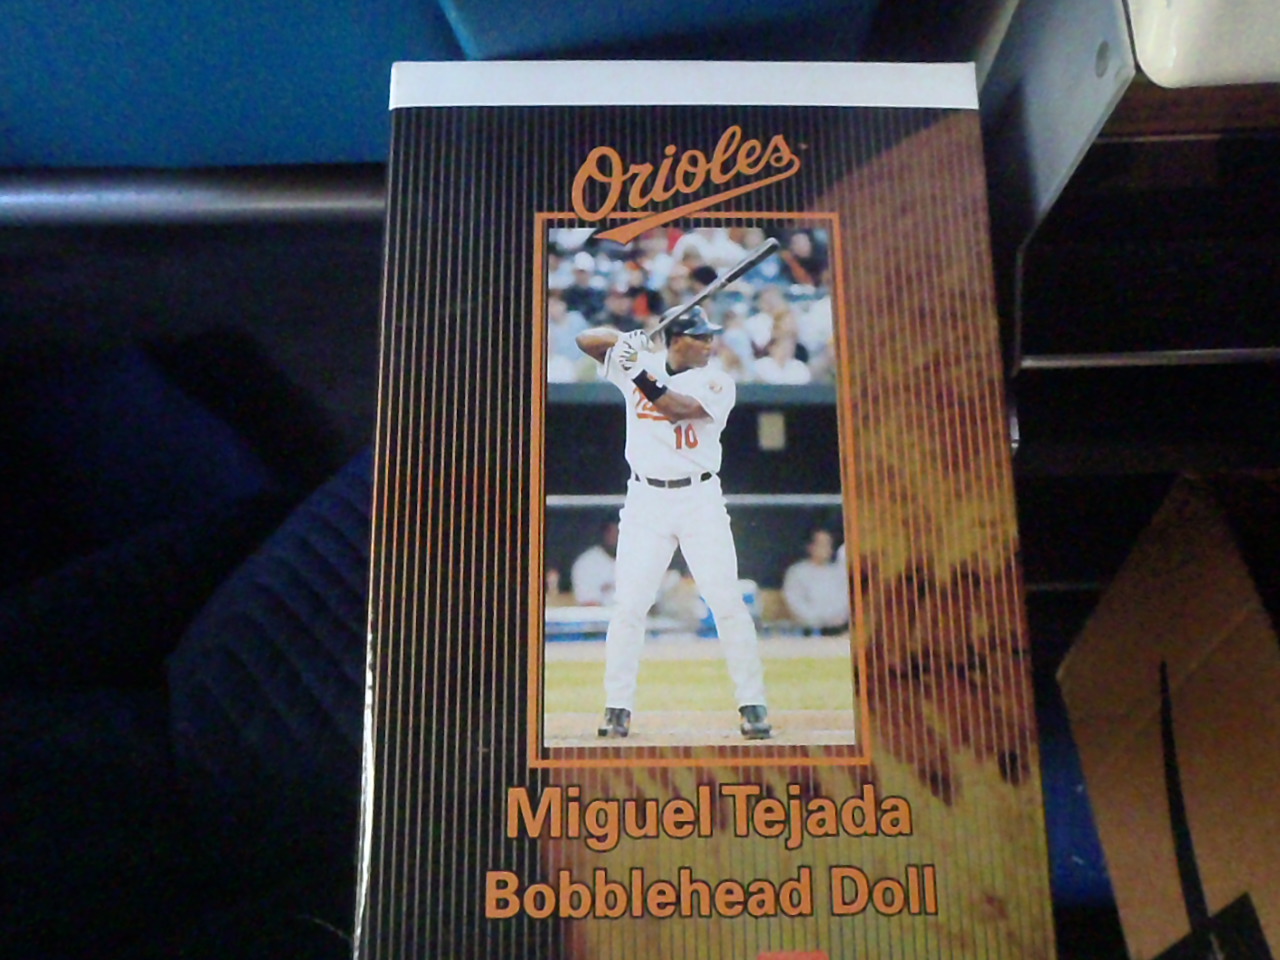 Orioles
10
Miguel Tejada
Bobblehead Doll